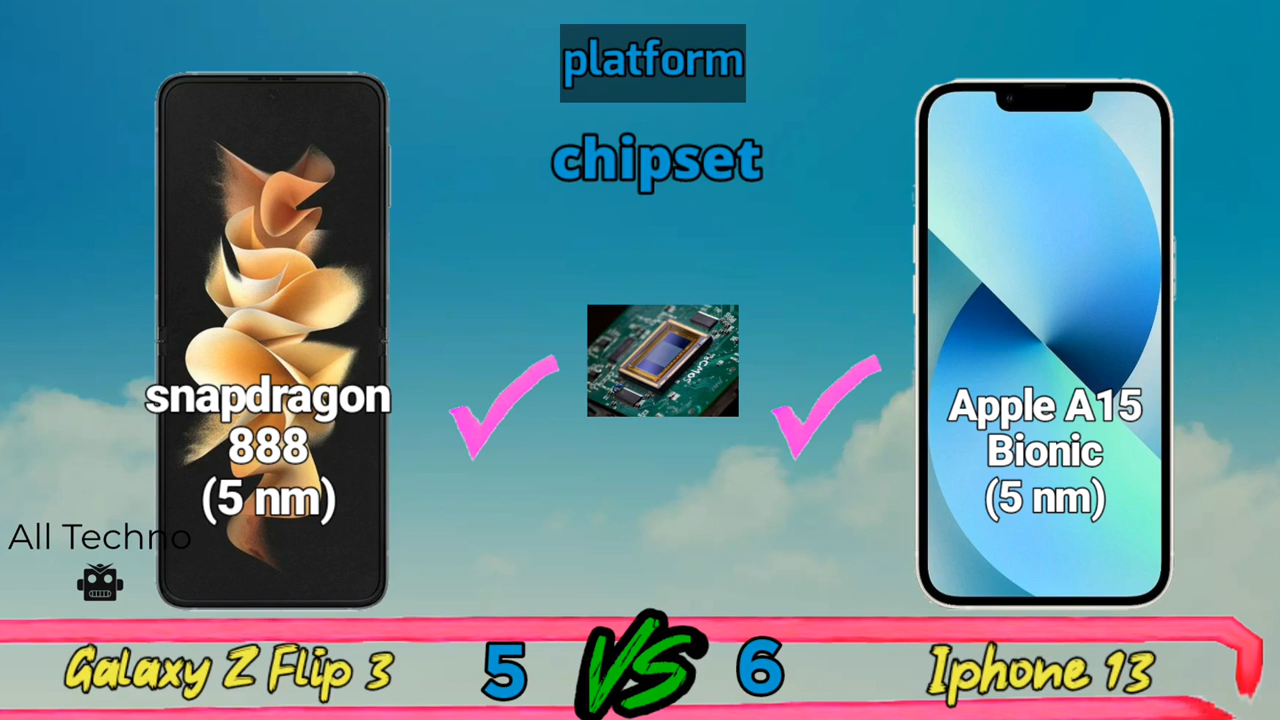 platform
chipset
snapdragon
888
(5 nm)
Apple A15
Bionic
(5 nm)
All Techno
Galaxy Z Flip 3
5
VS
6
Iphone 13